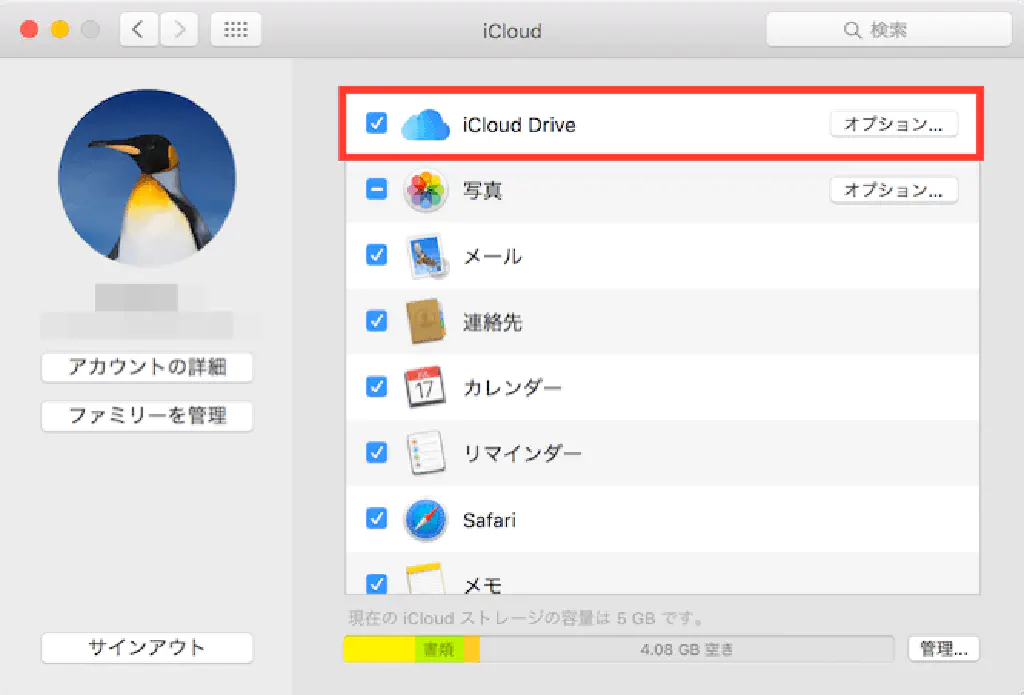 iCloud
検索
iCloud Drive
オプション...
写真
オプション...
メール
連絡先
JUL
17
カレンダー
リマインダー
Safari
メモ
アカウントの詳細
ファミリーを管理
サインアウト
現在の iCloud ストレージの容量は 5 GB です。
書類
4.08 GB 空き
管理...